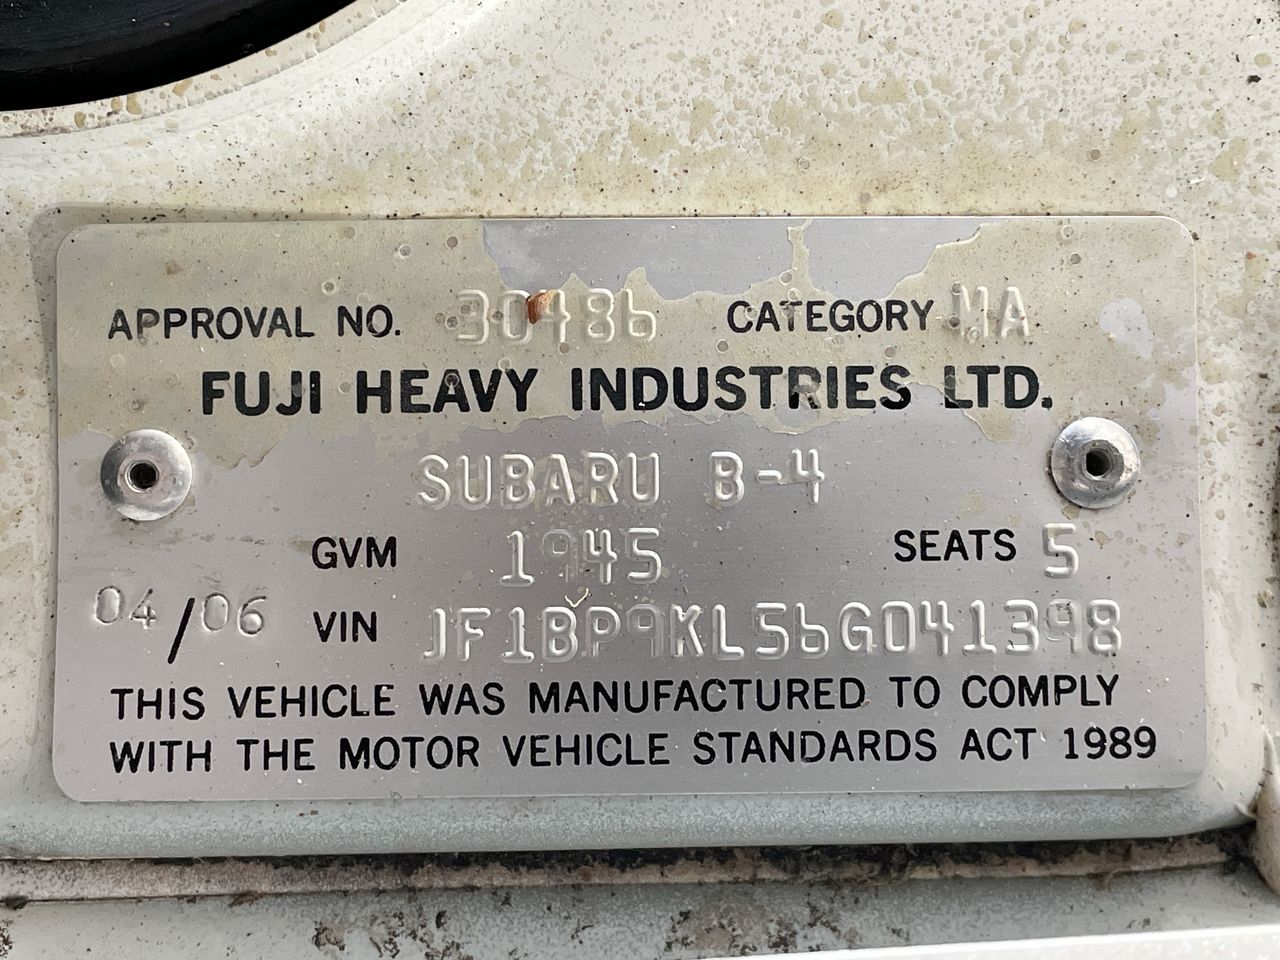 APPROVAL NO. 30486 CATEGORY MA
FUJI HEAVY INDUSTRIES LTD.
SUBARU B-4
GVM 1945 SEATS 5
04/06 VIN JF1BP9KL56G041398
THIS VEHICLE WAS MANUFACTURED TO COMPLY
WITH THE MOTOR VEHICLE STANDARDS ACT 1989